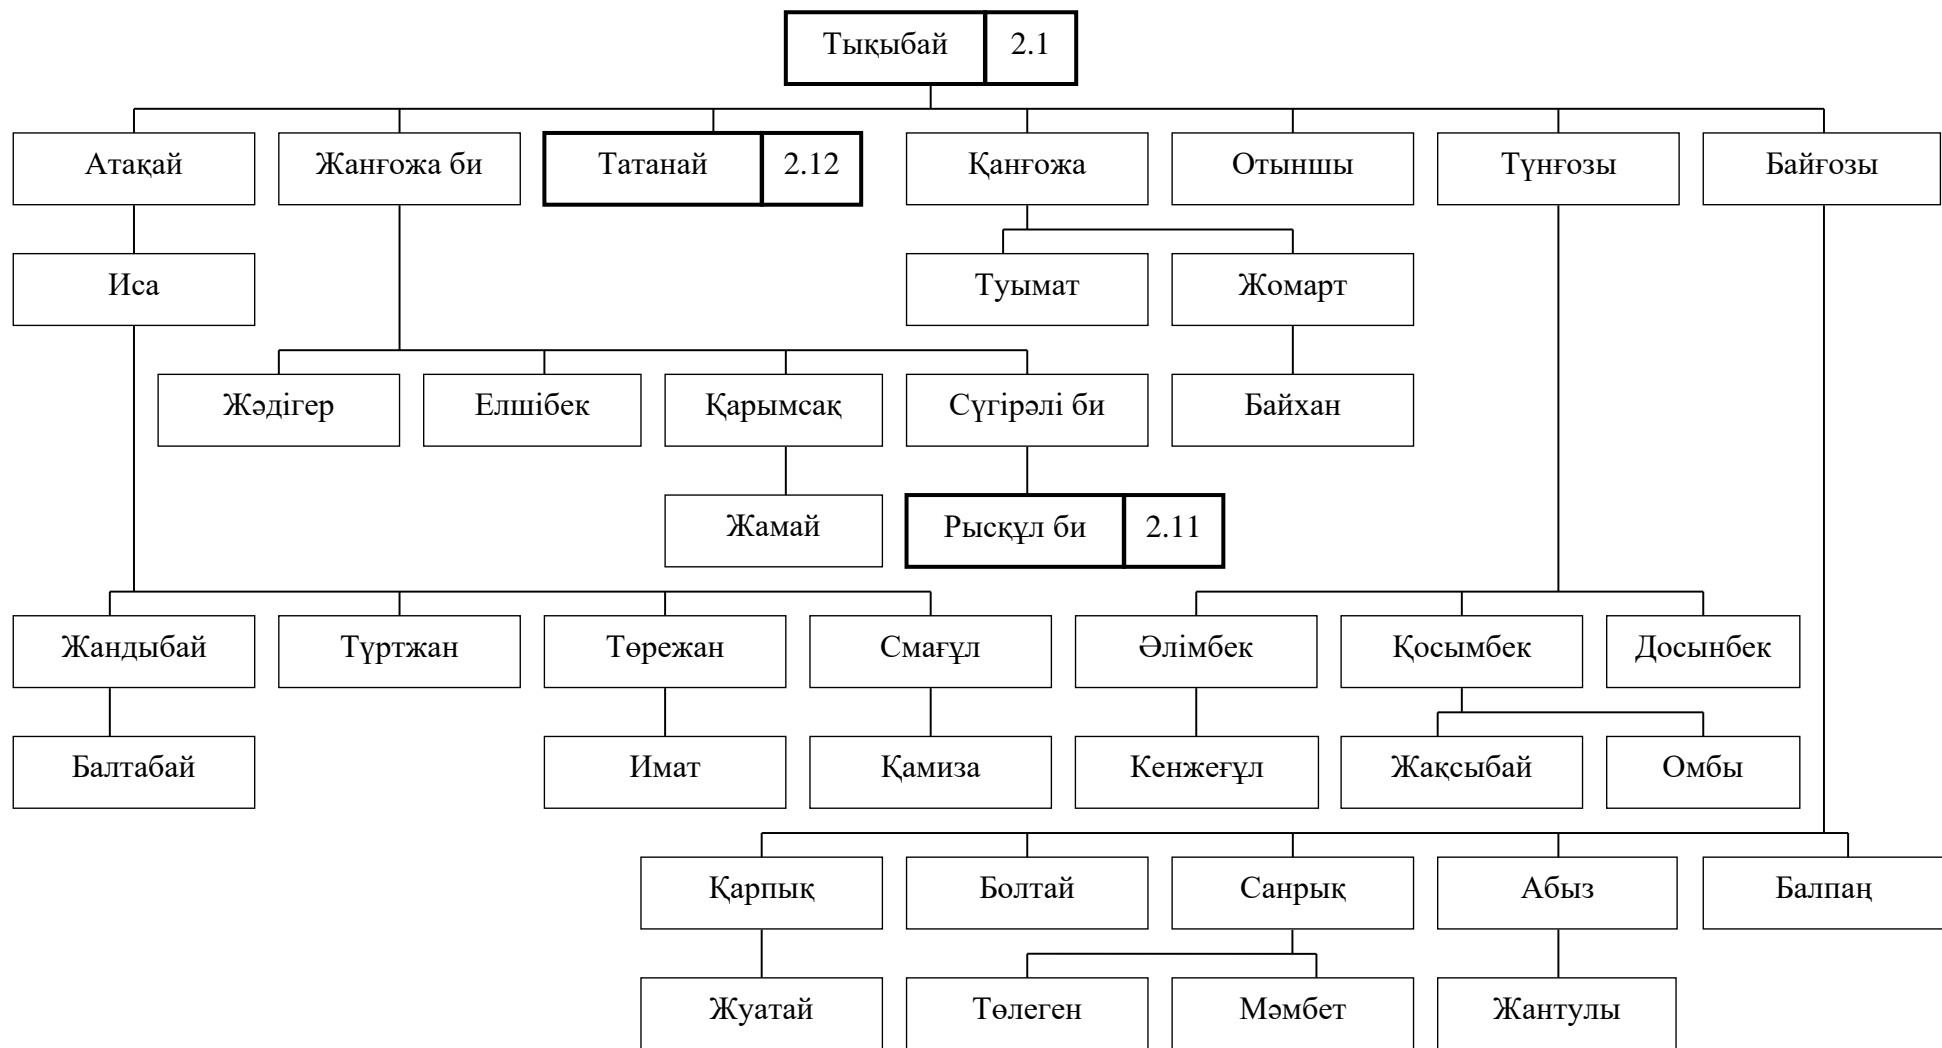 Тықыбай 2.1
Атақай Жанғожа би Татанай 2.12 Қанғожа Отыншы Түнғозы Байғозы
Иса Туымат Жомарт
Жәдігер Елшібек Қарымсақ Сүгірәлі би Байхан
Жамай Рысқұл би 2.11
Жандыбай Түртжан Төрежан Смағұл Әлімбек Қосымбек Досынбек
Балтабай Имат Қамиза Кенжеғұл Жақсыбай Омбы
Қарпық Болтай Санрық Абыз Балпаң
Жуатай Төлеген Мәмбет Жантулы